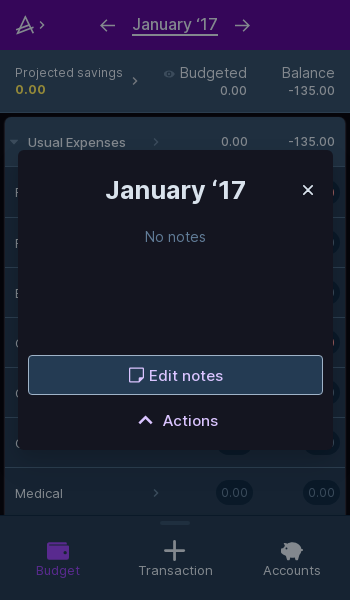 January ‘17
Projected savings
Budgeted
Balance
0.00
0.00
-135.00
Usual Expenses
0.00
-135.00
January ‘17
No notes
Edit notes
Actions
Medical
0.00
0.00
Budget
Transaction
Accounts